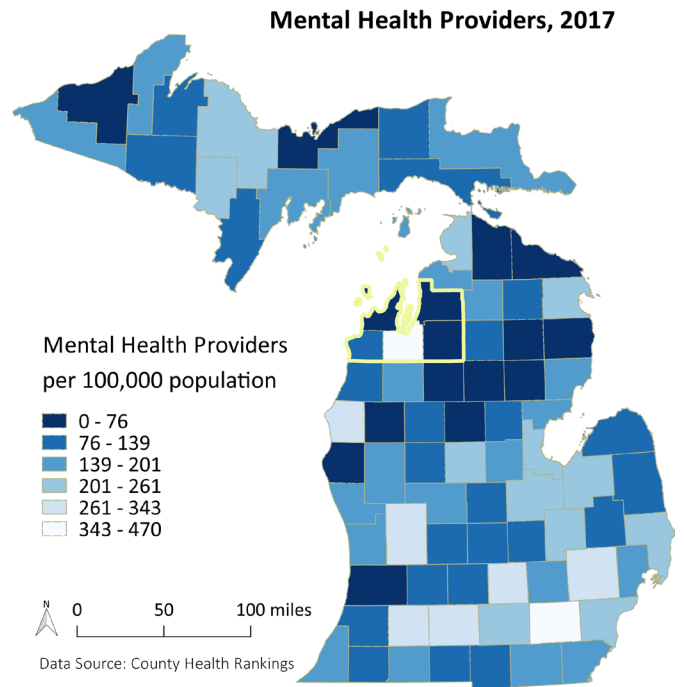 Mental Health Providers, 2017
Mental Health Providers
per 100,000 population
0 - 76
76 - 139
139 - 201
201 - 261
261 - 343
343 - 470
N
0 50 100 miles
Data Source: County Health Rankings